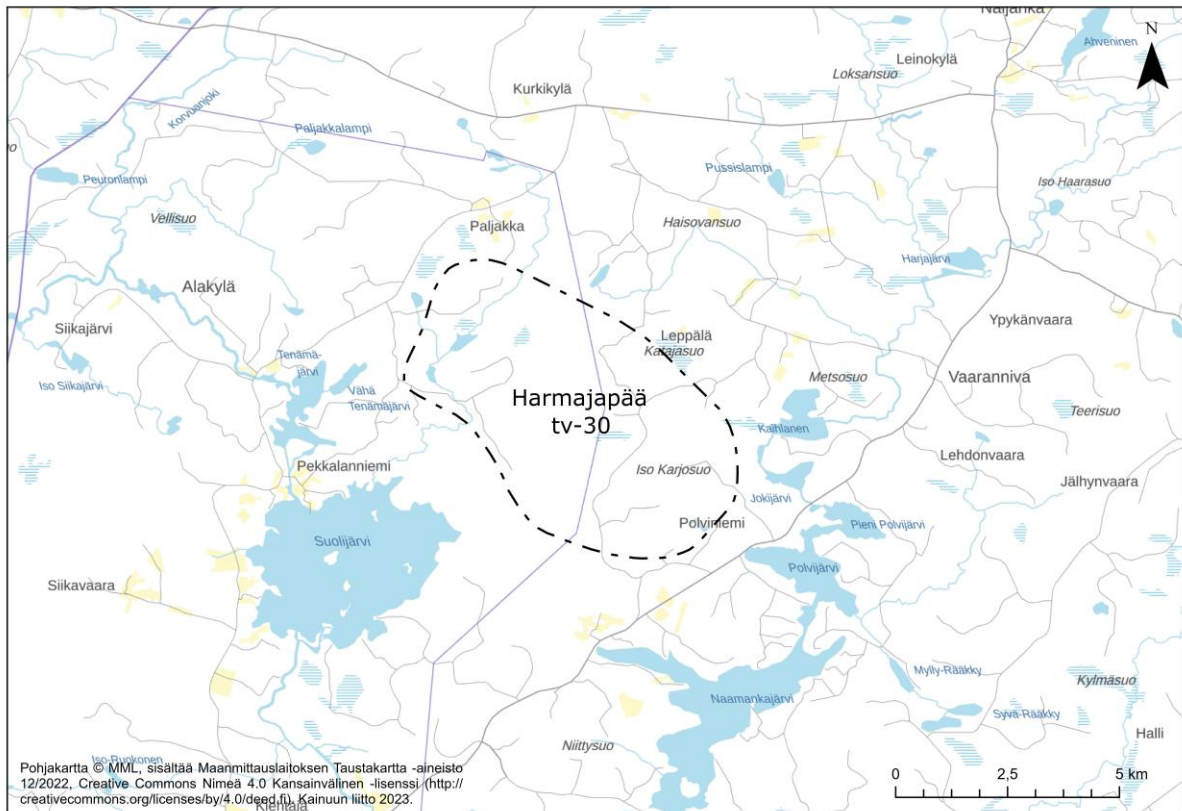 Naljänkä
Ahveninen
N
Loksansuo
Leinokylä
Kurkikylä
Korvuanjoki
Paljakkalampi
Pussislampi
Peuronlampi
Iso Haarasuo
Vellisuo
Paljakka
Haisovansuo
Harjajärvi
Alakylä
Siikajärvi
Ypykänvaara
Leppälä
Katajasuo
Tenämä-
järvi
Iso Siikajärvi
Vähä
Tenämäjärvi
Metsosuo
Vaaranniva
Harmajapää
tv-30
Teerisuo
Kaihlanen
Lehdonvaara
Pekkalanniemi
Iso Karjosuo
Jälhynvaara
Jokijärvi
Polviniemi
Pieni Polvijärvi
Suolijärvi
Polvijärvi
Siikavaara
Mylly-Rääkky
Kylmäsuo
Naamankajärvi
Syvä-Rääkky
Halli
Niittysuo
Iso-Ruokonen
Pohjakartta © MML, sisältää Maanmittauslaitoksen Taustakartta -aineisto
12/2022, Creative Commons Nimeä 4.0 Kansainvälinen -lisenssi (http://
creativecommons.org/licenses/by/4.0/deed.fi). Kainuun liitto 2023.
0 2,5 5 km